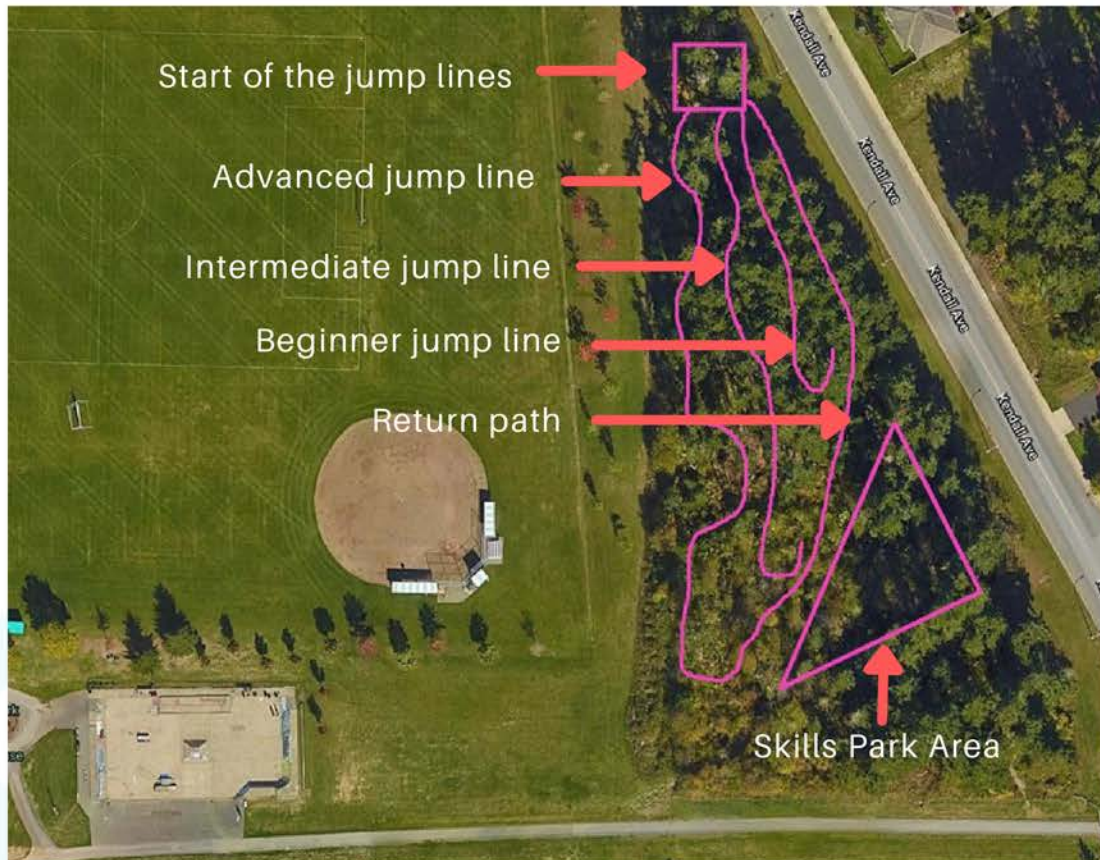 Kendall Ave
Start of the jump lines
Kendall Ave
Advanced jump line
Intermediate jump line
Kendall Ave
Beginner jump line
Return path
Kendall Ave
Skills Park Area